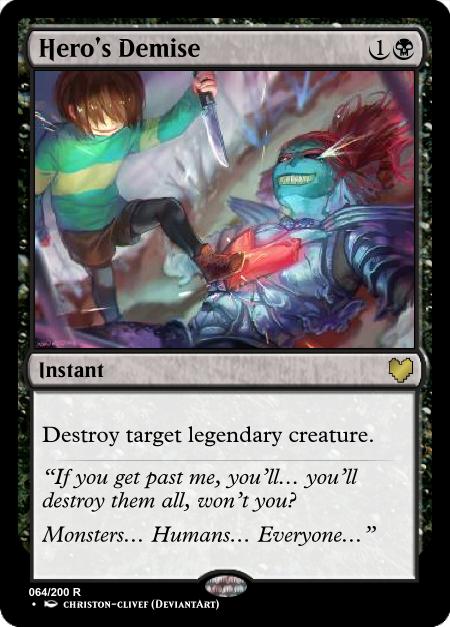 Hero's Demise 1
Instant
Destroy target legendary creature.
"If you get past me, you'll... you'll
destroy them all, won't you?
Monsters... Humans... Everyone..."
064/200 R
• christon-clivef (DeviantArt)